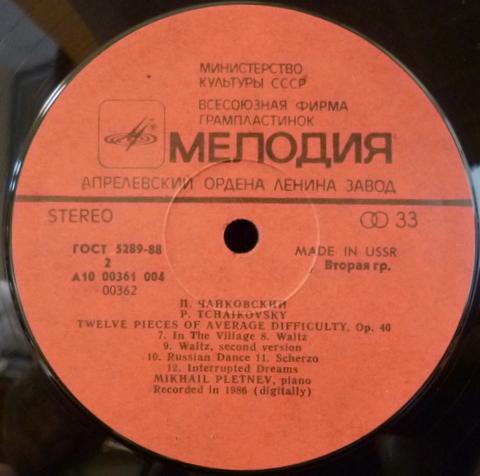 МИНИСТЕРСТВО
КУЛЬТУРЫ СССР
ВСЕСОЮЗНАЯ ФИРМА
ГРАМПЛАСТИНОК
МЕЛОДИЯ
АПРЕЛЕВСКИЙ ОРДЕНА ЛЕНИНА ЗАВОД
STEREO 33
ГОСТ 5289-88 MADE IN USSR
2 Вторая гр.
А10 00361 004
00362
П. ЧАЙКОВСКИЙ
P. TCHAIKOVSKY
TWELVE PIECES OF AVERAGE DIFFICULTY, Op. 40
7. In The Village 8. Waltz
9. Waltz, second version
10. Russian Dance 11. Scherzo
12. Interrupted Dreams
MIKHAIL PLETNEV, piano
Recorded in 1986 (digitally)